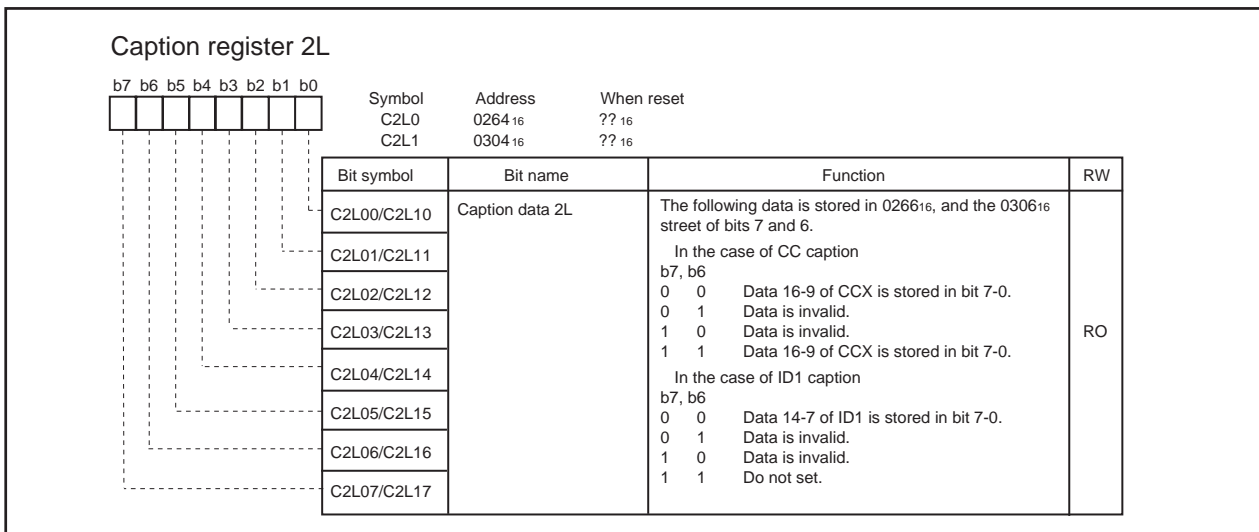 Caption register 2L
b7 b6 b5 b4 b3 b2 b1 b0
Symbol Address When reset
C2L0 0264 16 ?? 16
C2L1 0304 16 ?? 16
Bit symbol Bit name Function RW
C2L00/C2L10 Caption data 2L The following data is stored in 026616, and the 030616
street of bits 7 and 6.
In the case of CC caption
C2L01/C2L11
b7, b6
C2L02/C2L12 0 0 Data 16-9 of CCX is stored in bit 7-0.
0 1 Data is invalid.
C2L03/C2L13 1 0 Data is invalid. RO
1 1 Data 16-9 of CCX is stored in bit 7-0.
C2L04/C2L14 In the case of ID1 caption
b7, b6
C2L05/C2L15 0 0 Data 14-7 of ID1 is stored in bit 7-0.
0 1 Data is invalid.
C2L06/C2L16 1 0 Data is invalid.
1 1 Do not set.
C2L07/C2L17